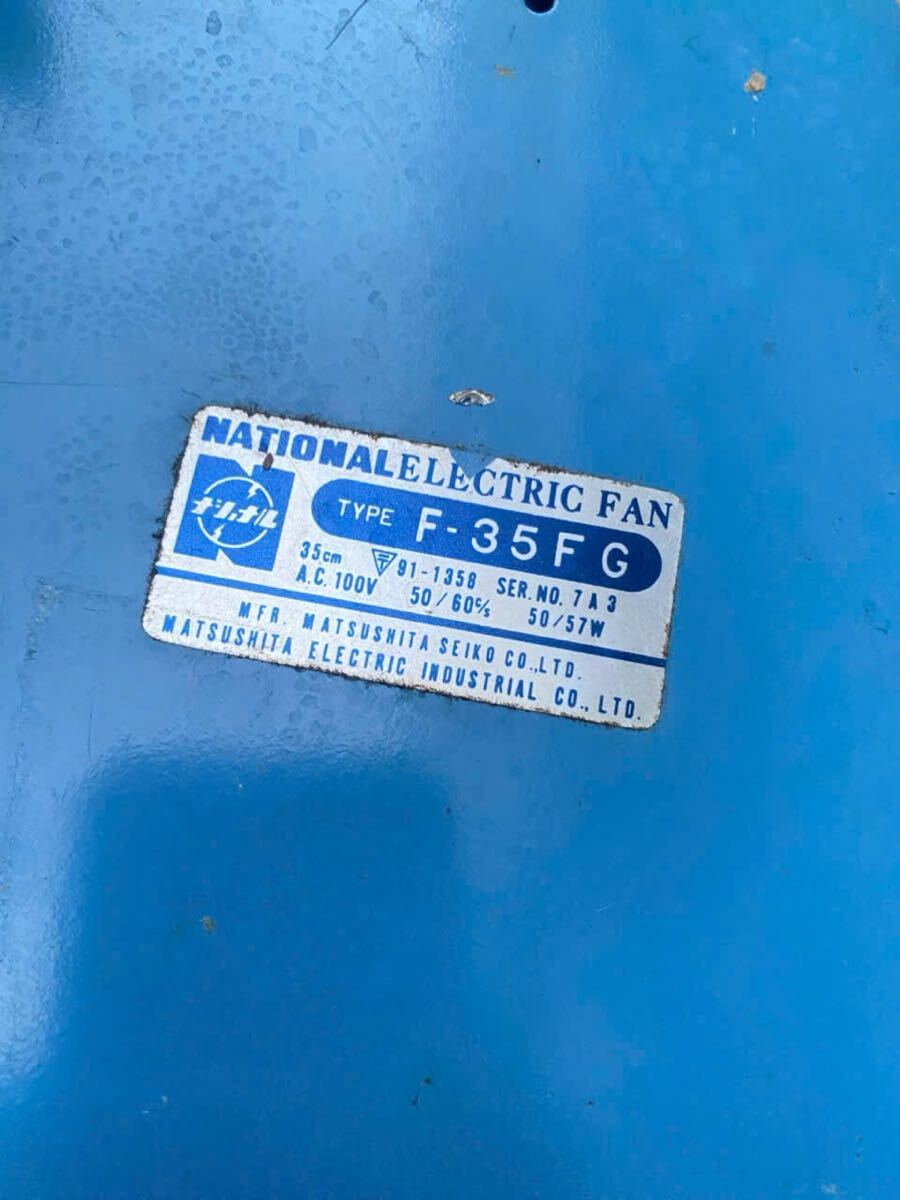 NATIONAL ELECTRIC FAN
ナショナル
TYPE F-35FG
35cm 〒 91-1358 SER. NO. 7A3
A.C. 100V 50/60c/s 50/57W
MFR. MATSUSHITA SEIKO CO.,LTD.
MATSUSHITA ELECTRIC INDUSTRIAL CO., LTD.